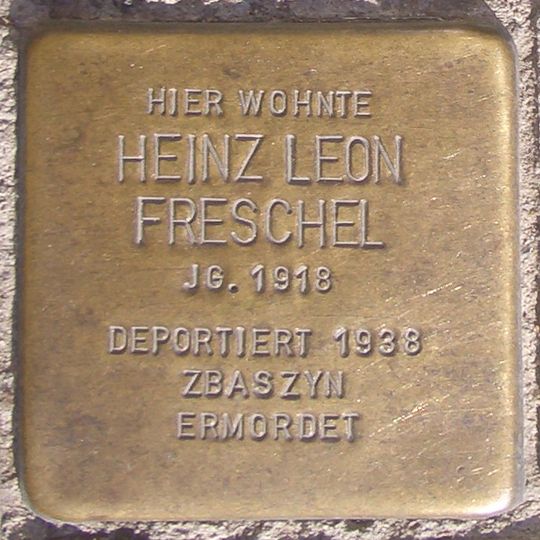 HIER WOHNTE
HEINZ LEON
FRESCHEL
JG. 1918
DEPORTIERT 1938
ZBASZYN
ERMORDET